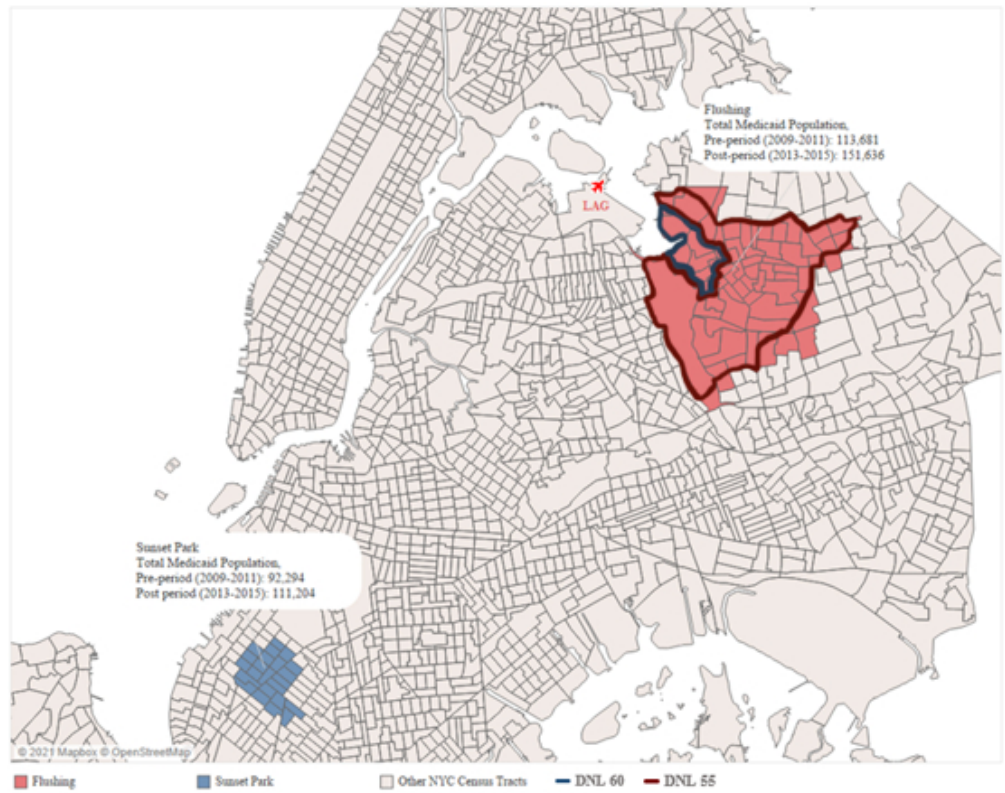 Flushing
Total Medicaid Population,
Pre-period (2009-2011): 113,681
Post-period (2013-2015): 151,636
LAG
Sunset Park
Total Medicaid Population,
Pre-period (2009-2011): 92,294
Post period (2013-2015): 111,204
© 2021 Mapbox © OpenStreetMap
Flushing
Sunset Park
Other NYC Census Tracts
DNL 60
DNL 55